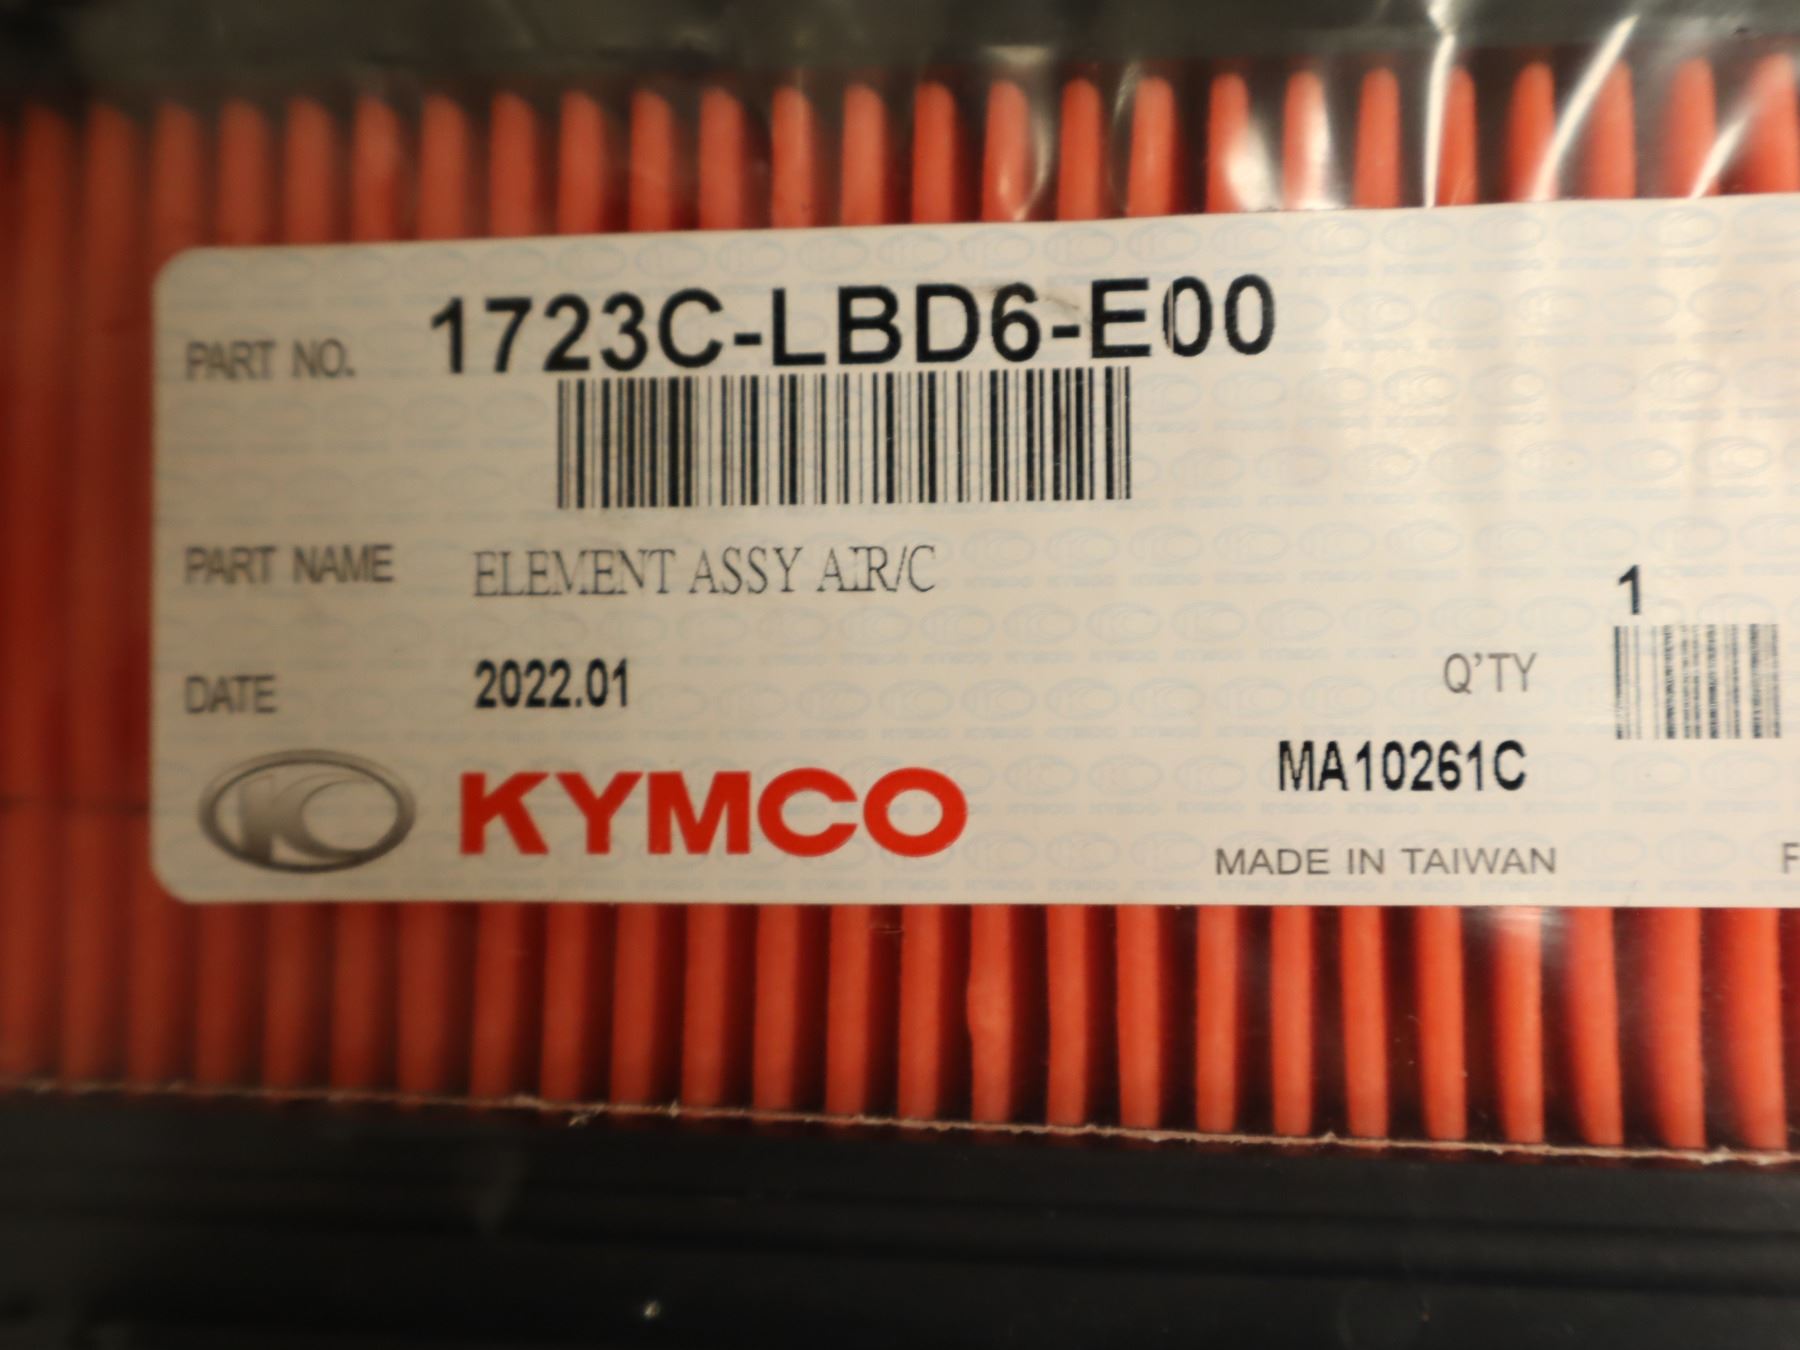 PART NO. 1723C-LBD6-E00
PART NAME ELEMENT ASSY AIR/C
1
DATE 2022.01 Q'TY
KYMCO MA10261C
MADE IN TAIWAN